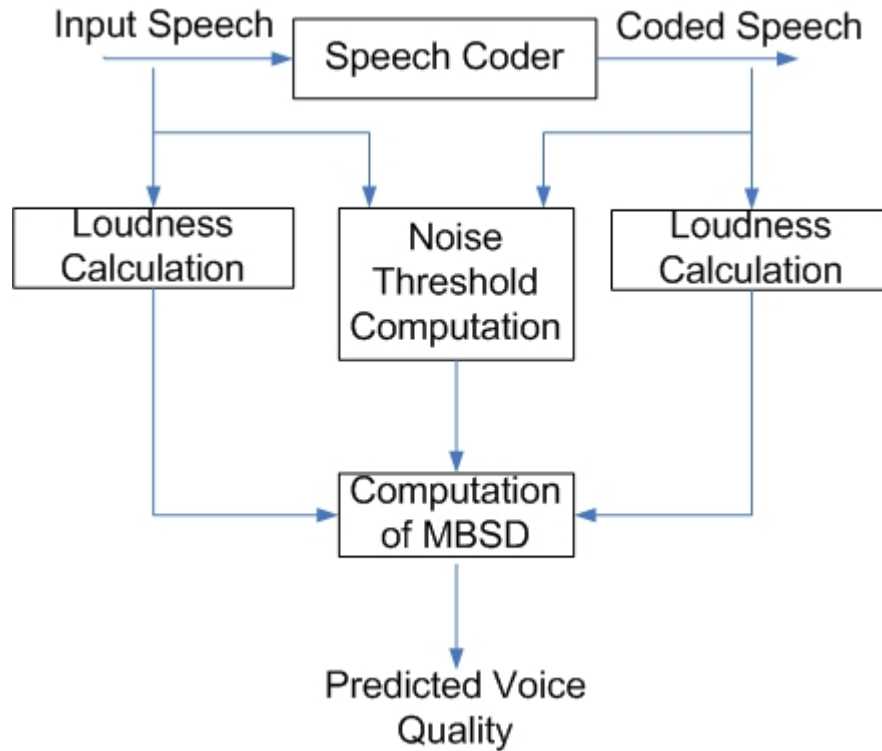 Input Speech
Speech Coder
Coded Speech
Loudness
Calculation
Noise
Threshold
Computation
Loudness
Calculation
Computation
of MBSD
Predicted Voice
Quality